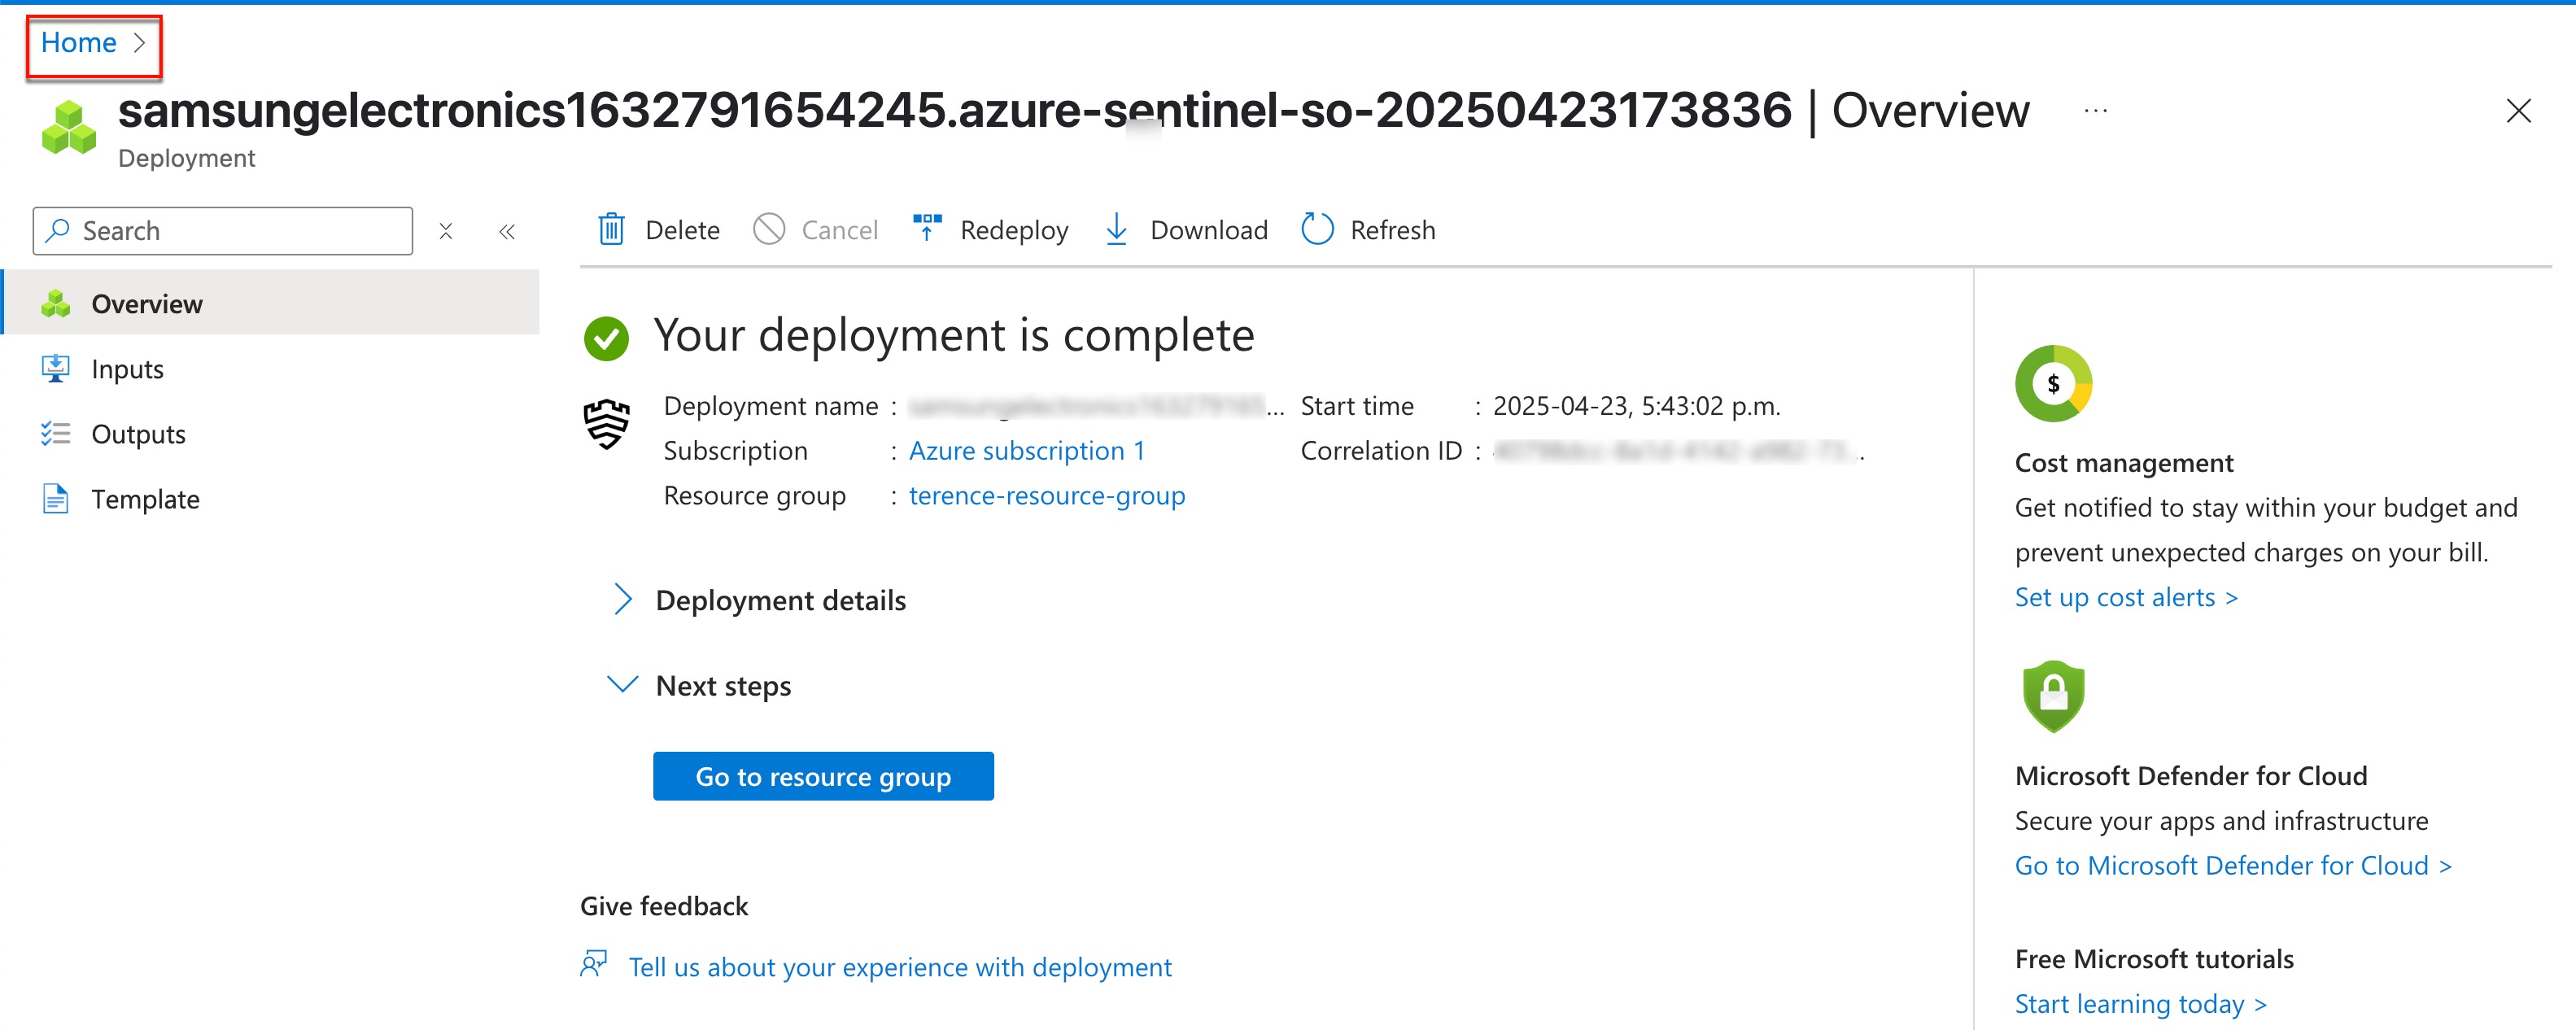 Home >
samsungelectronics1632791654245.azure-sentinel-so-20250423173836 | Overview ...
Deployment
Search
Delete
Cancel
Redeploy
Download
Refresh
Overview
Inputs
Outputs
Template
Your deployment is complete
Deployment name : ...
Subscription : Azure subscription 1
Resource group : terence-resource-group
Start time : 2025-04-23, 5:43:02 p.m.
Correlation ID :
Deployment details
Next steps
Go to resource group
Give feedback
Tell us about your experience with deployment
$
Cost management
Get notified to stay within your budget and
prevent unexpected charges on your bill.
Set up cost alerts >
Microsoft Defender for Cloud
Secure your apps and infrastructure
Go to Microsoft Defender for Cloud >
Free Microsoft tutorials
Start learning today >